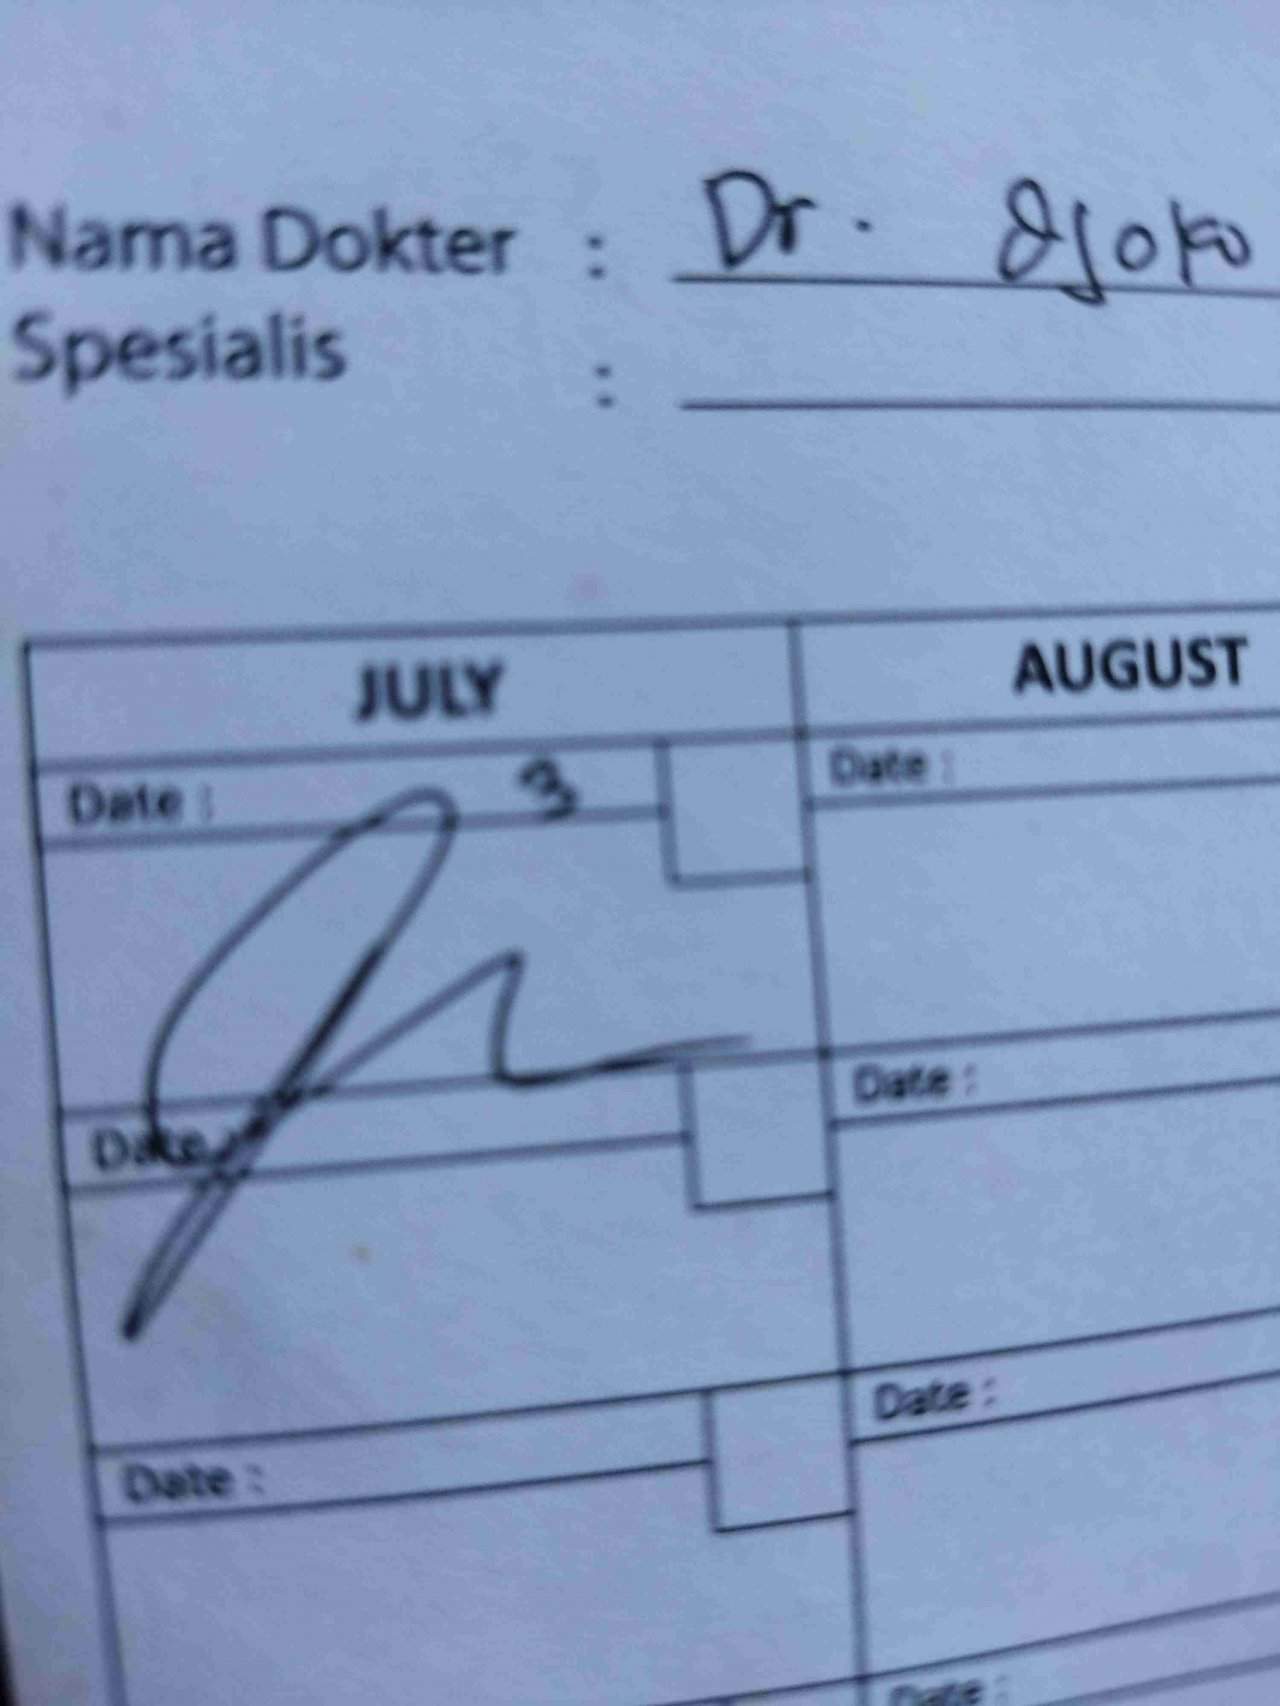 Nama Dokter : Dr. Djoko
Spesialis :
JULY
AUGUST
Date : 3
Date :
Date :
Date :
Date :
Date :
Date :